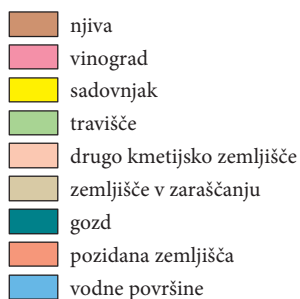 njiva
vinograd
sadovnjak
travišče
drugo kmetijsko zemljišče
zemljišče v zaraščanju
gozd
pozidana zemljišča
vodne površine